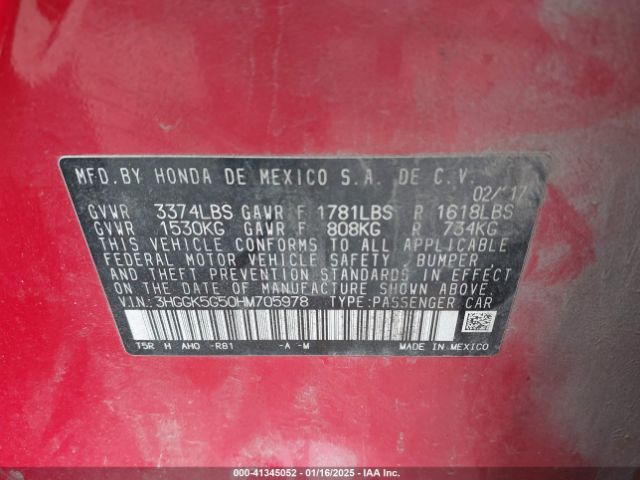 MFD. BY HONDA DE MEXICO S.A. DE C.V.
02/'17
GVWR 3374LBS GAWR F 1781LBS R 1618LBS
GVWR 1530KG GAWR F 808KG R 734KG
THIS VEHICLE CONFORMS TO ALL APPLICABLE
FEDERAL MOTOR VEHICLE SAFETY, BUMPER,
AND THEFT PREVENTION STANDARDS IN EFFECT
ON THE DATE OF MANUFACTURE SHOWN ABOVE.
V.I.N.: 3HGGK5G50HM705978 TYPE:PASSENGER CAR
T5R H AHO -RB1 -A -M MADE IN MEXICO
000-41345052 | 01/16/2025 | IAA Inc.